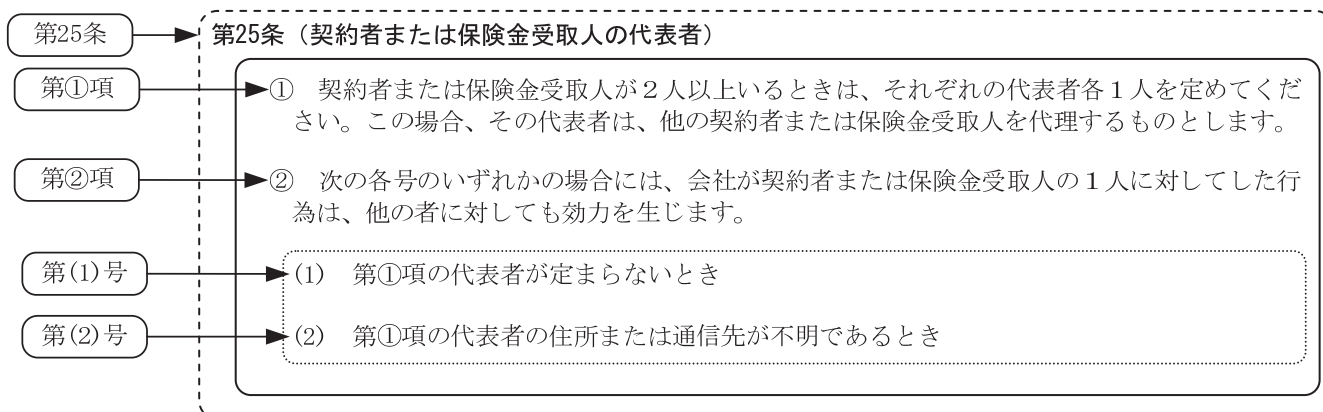 第25条
第25条（契約者または保険金受取人の代表者）
第①項
① 契約者または保険金受取人が２人以上いるときは、それぞれの代表者各１人を定めてくだ
さい。この場合、その代表者は、他の契約者または保険金受取人を代理するものとします。
第②項
② 次の各号のいずれかの場合には、会社が契約者または保険金受取人の１人に対してした行
為は、他の者に対しても効力を生じます。
第(1)号
(1) 第①項の代表者が定まらないとき
第(2)号
(2) 第①項の代表者の住所または通信先が不明であるとき